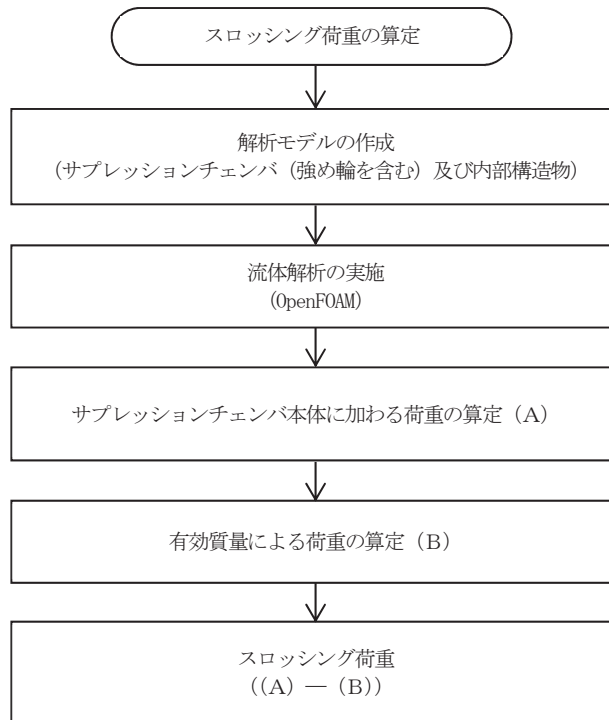 スロッシング荷重の算定
解析モデルの作成
(サプレッションチェンバ(強め輪を含む)及び内部構造物)
流体解析の実施
(OpenFOAM)
サプレッションチェンバ本体に加わる荷重の算定(A)
有効質量による荷重の算定(B)
スロッシング荷重
((A)―(B))